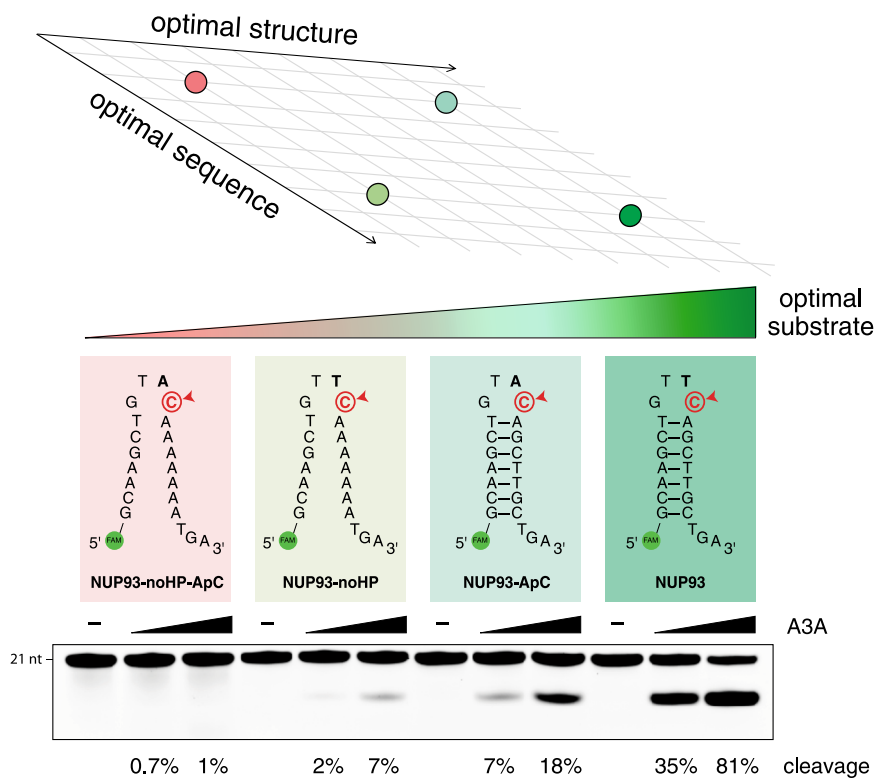 optimal structure
optimal sequence
optimal
substrate
T A T T T A T T
G C G C G C G C
T A T A T A T A
C A C A C G C G
G A G A G C G C
A A A A A T A T
A A A A A T A T
C A C A C G C G
G A G A G C G C
5' FAM TGA 3' 5' FAM TGA 3' 5' FAM TGA 3' 5' FAM TGA 3'
NUP93-noHP-ApC NUP93-noHP NUP93-ApC NUP93
– – – – A3A
21 nt
0.7% 1% 2% 7% 7% 18% 35% 81% cleavage